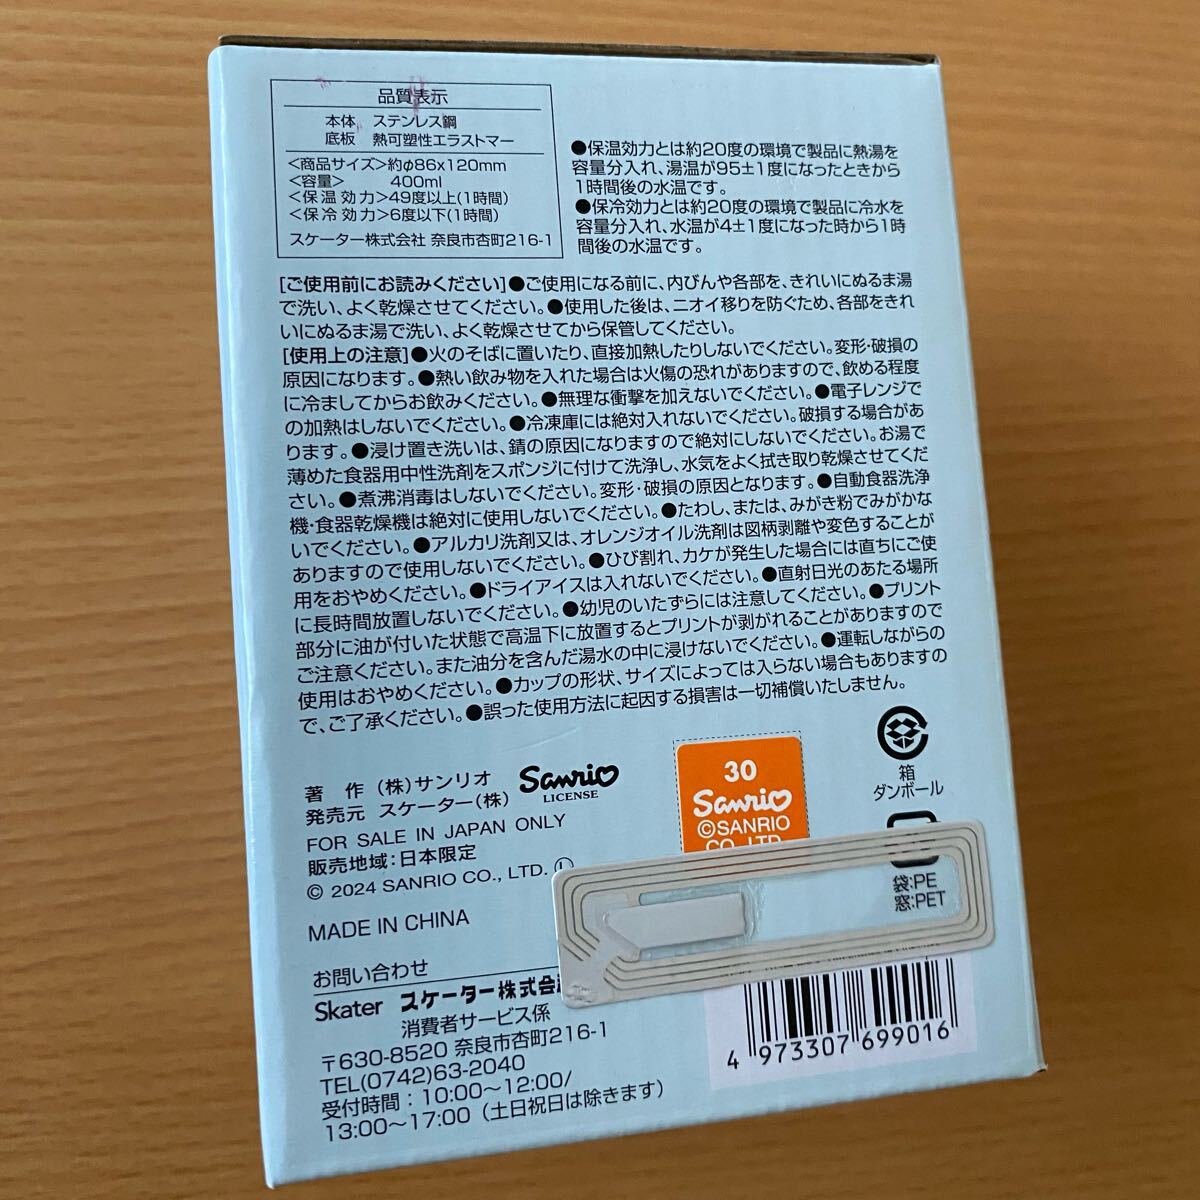 品質表示
本体 ステンレス鋼
底板 熱可塑性エラストマー
<商品サイズ>約φ86x120mm
<容量> 400ml
<保温効力>49度以上(1時間)
<保冷効力>6度以下(1時間)
スケーター株式会社 奈良市杏町216-1
●保温効力とは約20度の環境で製品に熱湯を
容量分入れ、湯温が95±1度になったときから
1時間後の水温です。
●保冷効力とは約20度の環境で製品に冷水を
容量分入れ、水温が4±1度になった時から1時
間後の水温です。
[ご使用前にお読みください]●ご使用になる前に、内びんや各部を、きれいにぬるま湯
で洗い、よく乾燥させてください。●使用した後は、ニオイ移りを防ぐため、各部をきれ
いにぬるま湯で洗い、よく乾燥させてから保管してください。
[使用上の注意]●火のそばに置いたり、直接加熱したりしないでください。変形・破損の
原因になります。●熱い飲み物を入れた場合は火傷の恐れがありますので、飲める程度
に冷ましてからお飲みください。●無理な衝撃を加えないでください。●電子レンジで
の加熱はしないでください。●冷凍庫には絶対入れないでください。破損する場合があ
ります。●浸け置き洗いは、錆の原因になりますので絶対にしないでください。お湯で
薄めた食器用中性洗剤をスポンジに付けて洗浄し、水気をよく拭き取り乾燥させてくだ
さい。●煮沸消毒はしないでください。変形・破損の原因となります。●自動食器洗浄
機・食器乾燥機は絶対に使用しないでください。●たわし、または、みがき粉でみがかな
いでください。●アルカリ洗剤又は、オレンジオイル洗剤は図柄剥離や変色することが
ありますので使用しないでください。●ひび割れ、カケが発生した場合には直ちにご使
用をおやめください。●ドライアイスは入れないでください。●直射日光のあたる場所
に長時間放置しないでください。●幼児のいたずらには注意してください。●プリント
部分に油が付いた状態で高温下に放置するとプリントが剥がれることがありますので
ご注意ください。また油分を含んだ湯水の中に浸けないでください。●運転しながらの
使用はおやめください。●カップの形状、サイズによっては入らない場合もありますの
で、ご了承ください。●誤った使用方法に起因する損害は一切補償いたしません。
著 作 (株)サンリオ
発売元 スケーター(株)
Sanrio
LICENSE
FOR SALE IN JAPAN ONLY
販売地域:日本限定
© 2024 SANRIO CO., LTD. Ⓛ
MADE IN CHINA
30
Sanrio
©SANRIO
CO., LTD.
箱
ダンボール
袋:PE
窓:PET
お問い合わせ
Skater スケーター株式会
消費者サービス係
〒630-8520 奈良市杏町216-1
TEL(0742)63-2040
受付時間：10:00～12:00/
13:00～17:00（土日祝日は除きます）
4 973307 699016